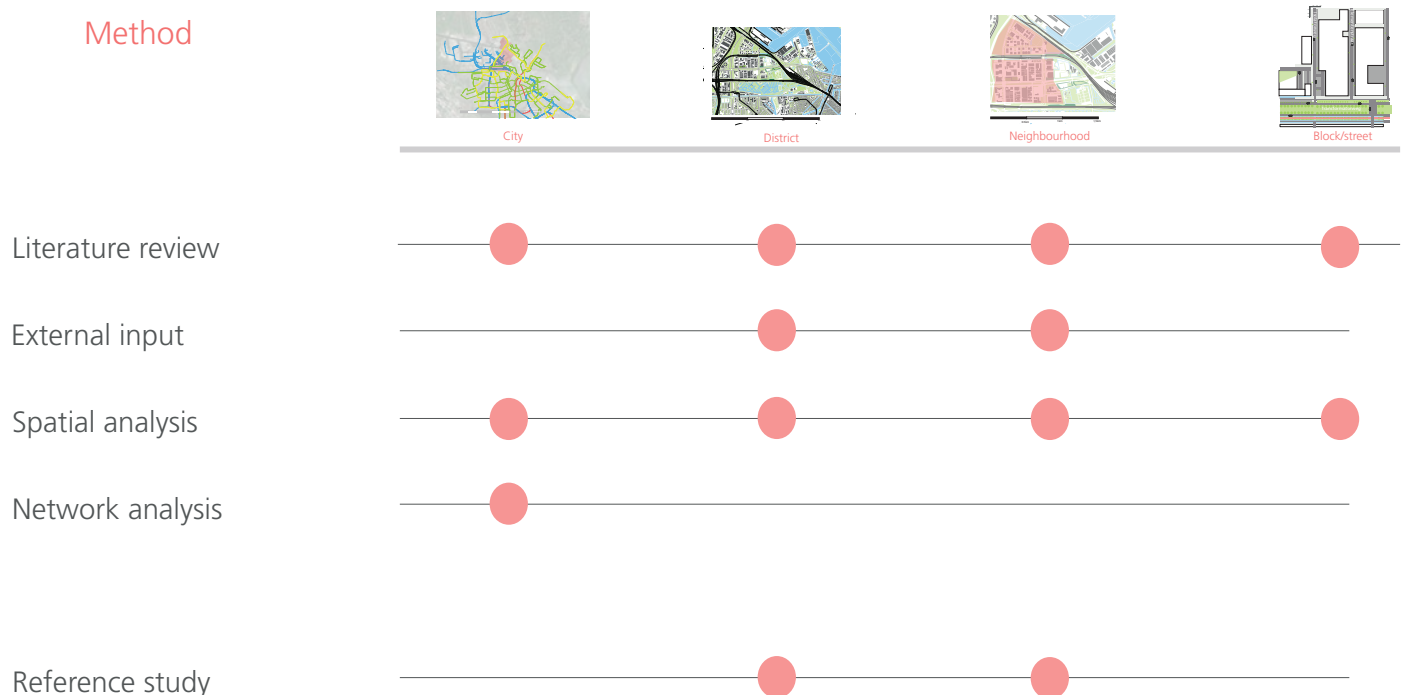 Method
City
District
Neighbourhood
Block/street
Literature review
External input
Spatial analysis
Network analysis
Reference study